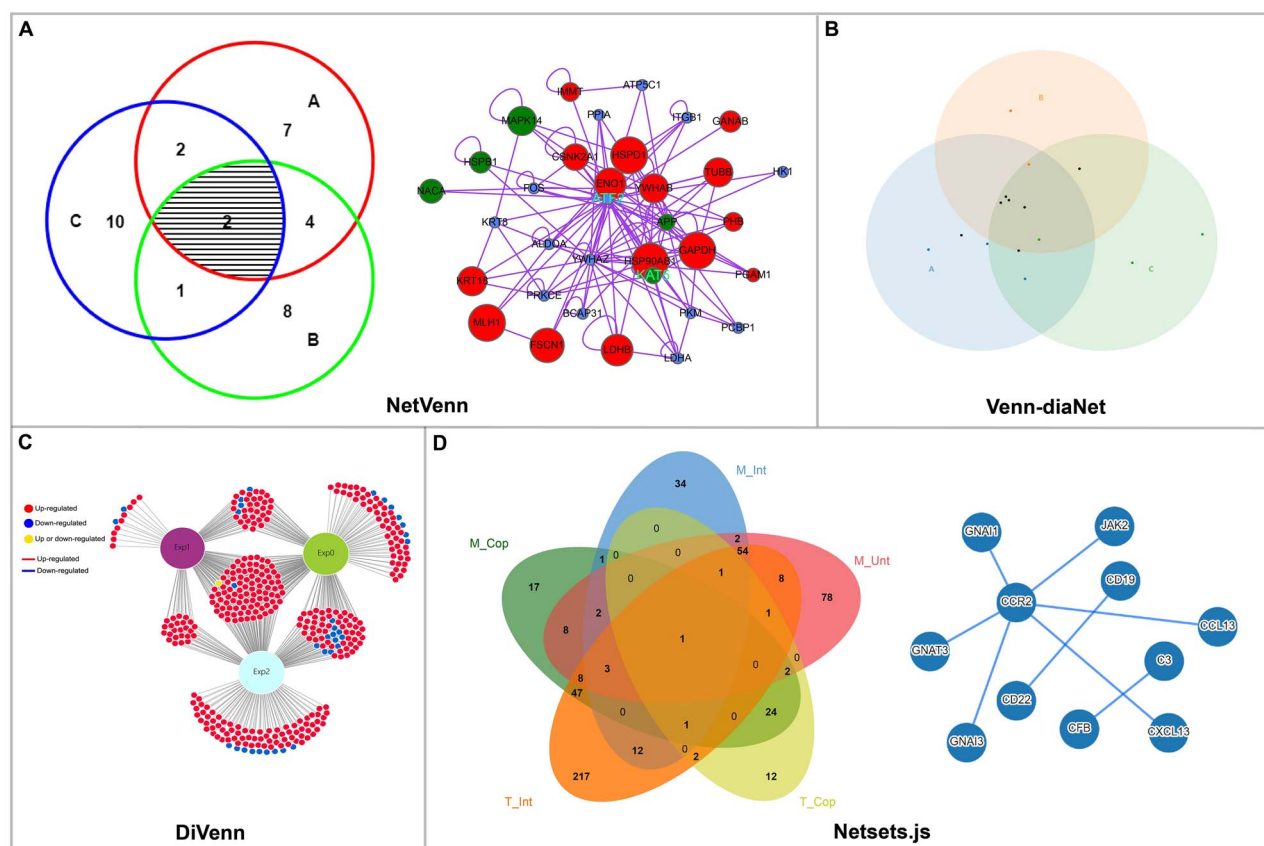 A
A
7
2
C
10
2
4
1
8
B
IMMT
ATP5C1
MAPK14
PPIA
ITGB1
GANAB
CSNK2A1
HSPD1
HSPB1
TUBB
HK1
NACA
FOS
ENO1
YWHAB
ATF2
KRT8
APP
PHB
ALDOA
GAPDH
YWHAZ
HSP90AB1
KAT5
PGAM1
KRT18
PRKCE
BCAP31
PKM
MLH1
PCBP1
FSCN1
LDHB
LDHA
NetVenn
B
B
A
C
Venn-diaNet
C
Up-regulated
Down-regulated
Up or down-regulated
Up-regulated
Down-regulated
Exp1
Exp0
Exp2
DiVenn
D
M_Int
34
0
2
M_Cop
1
0
0
54
M_Unt
17
0
1
8
78
2
1
8
1
3
0
0
8
2
47
0
0
24
1
12
0
2
217
12
T_Int
T_Cop
GNAI1
JAK2
CD19
CCR2
CCL13
GNAT3
C3
CD22
GNAI3
CFB
CXCL13
Netsets.js